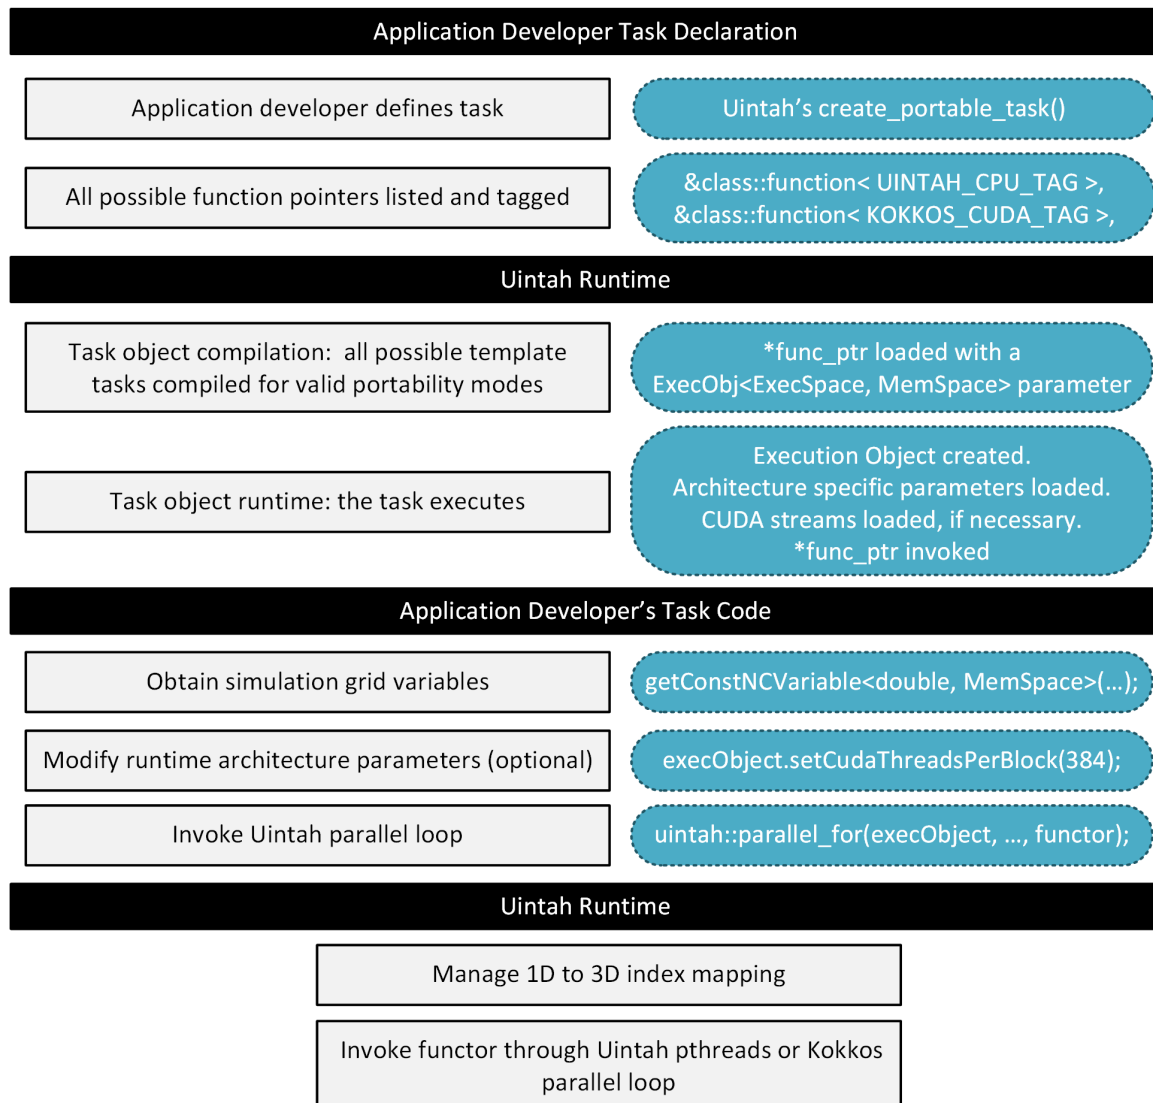 Application Developer Task Declaration
Application developer defines task
Uintah's create_portable_task()
All possible function pointers listed and tagged
&class::function< UINTAH_CPU_TAG >,
&class::function< KOKKOS_CUDA_TAG >,
Uintah Runtime
Task object compilation:  all possible template
tasks compiled for valid portability modes
*func_ptr loaded with a
ExecObj<ExecSpace, MemSpace> parameter
Task object runtime: the task executes
Execution Object created.
Architecture specific parameters loaded.
CUDA streams loaded, if necessary.
*func_ptr invoked
Application Developer’s Task Code
Obtain simulation grid variables
getConstNCVariable<double, MemSpace>(…);
Modify runtime architecture parameters (optional)
execObject.setCudaThreadsPerBlock(384);
Invoke Uintah parallel loop
uintah::parallel_for(execObject, …, functor);
Uintah Runtime
Manage 1D to 3D index mapping
Invoke functor through Uintah pthreads or Kokkos
parallel loop